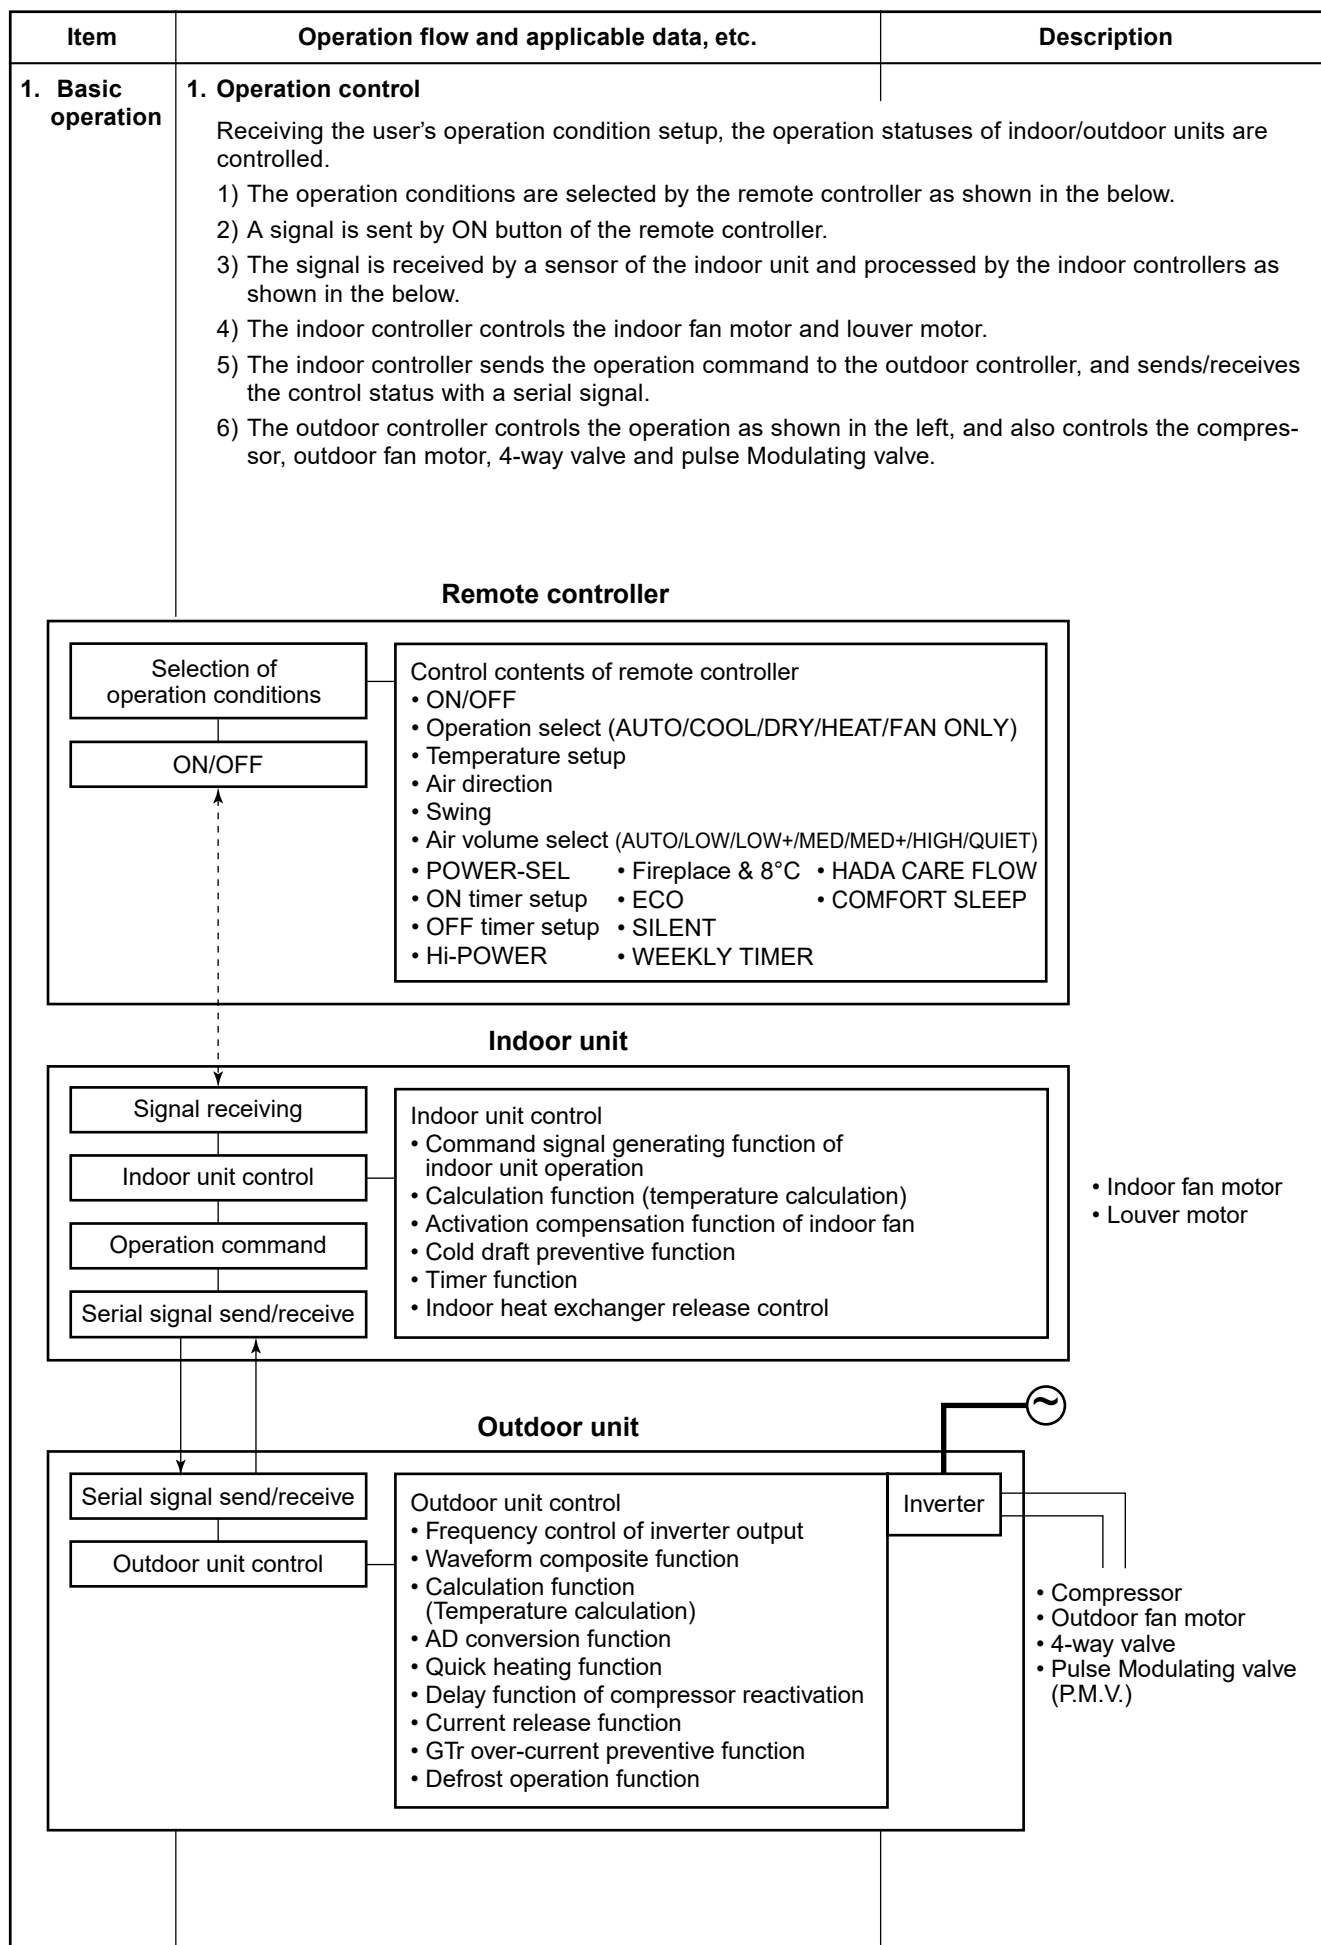 Item
Operation flow and applicable data, etc.
Description
1. Basic
operation
1. Operation control
Receiving the user's operation condition setup, the operation statuses of indoor/outdoor units are
controlled.
1) The operation conditions are selected by the remote controller as shown in the below.
2) A signal is sent by ON button of the remote controller.
3) The signal is received by a sensor of the indoor unit and processed by the indoor controllers as
shown in the below.
4) The indoor controller controls the indoor fan motor and louver motor.
5) The indoor controller sends the operation command to the outdoor controller, and sends/receives
the control status with a serial signal.
6) The outdoor controller controls the operation as shown in the left, and also controls the compres-
sor, outdoor fan motor, 4-way valve and pulse Modulating valve.
Remote controller
Selection of
operation conditions
ON/OFF
Control contents of remote controller
• ON/OFF
• Operation select (AUTO/COOL/DRY/HEAT/FAN ONLY)
• Temperature setup
• Air direction
• Swing
• Air volume select (AUTO/LOW/LOW+/MED/MED+/HIGH/QUIET)
• POWER-SEL • Fireplace & 8°C • HADA CARE FLOW
• ON timer setup • ECO • COMFORT SLEEP
• OFF timer setup • SILENT
• Hi-POWER • WEEKLY TIMER
Indoor unit
Signal receiving
Indoor unit control
Operation command
Serial signal send/receive
Indoor unit control
• Command signal generating function of
indoor unit operation
• Calculation function (temperature calculation)
• Activation compensation function of indoor fan
• Cold draft preventive function
• Timer function
• Indoor heat exchanger release control
• Indoor fan motor
• Louver motor
Outdoor unit
Serial signal send/receive
Outdoor unit control
Outdoor unit control
• Frequency control of inverter output
• Waveform composite function
• Calculation function
(Temperature calculation)
• AD conversion function
• Quick heating function
• Delay function of compressor reactivation
• Current release function
• GTr over-current preventive function
• Defrost operation function
~
Inverter
• Compressor
• Outdoor fan motor
• 4-way valve
• Pulse Modulating valve
(P.M.V.)